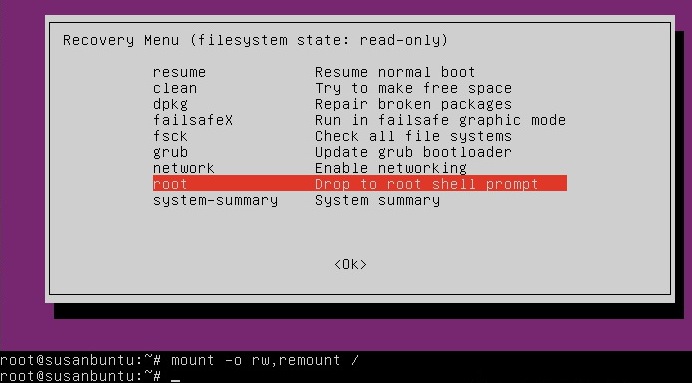 Recovery Menu (filesystem state: read-only)
resume Resume normal boot
clean Try to make free space
dpkg Repair broken packages
failsafeX Run in failsafe graphic mode
fsck Check all file systems
grub Update grub bootloader
network Enable networking
root Drop to root shell prompt
system-summary System summary
<Ok>
root@susanbuntu:~# mount -o rw,remount /
root@susanbuntu:~# _